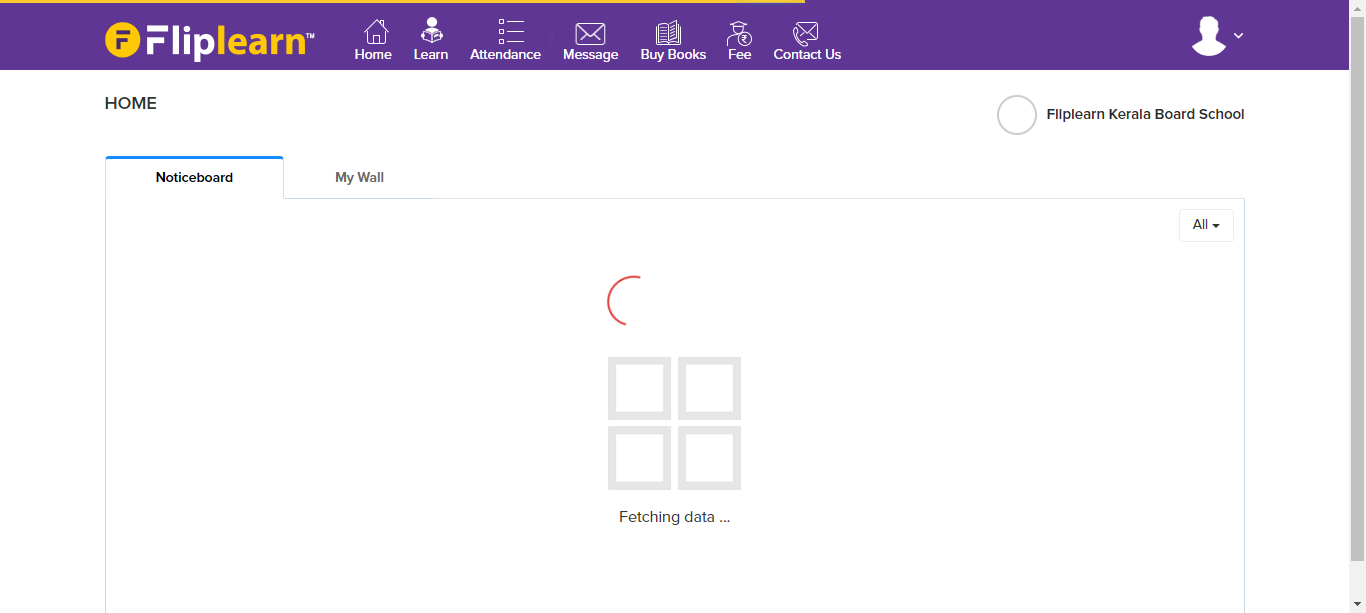 Fliplearn™
Home Learn Attendance Message Buy Books Fee Contact Us
HOME
Fliplearn Kerala Board School
Noticeboard My Wall
All
Fetching data ...